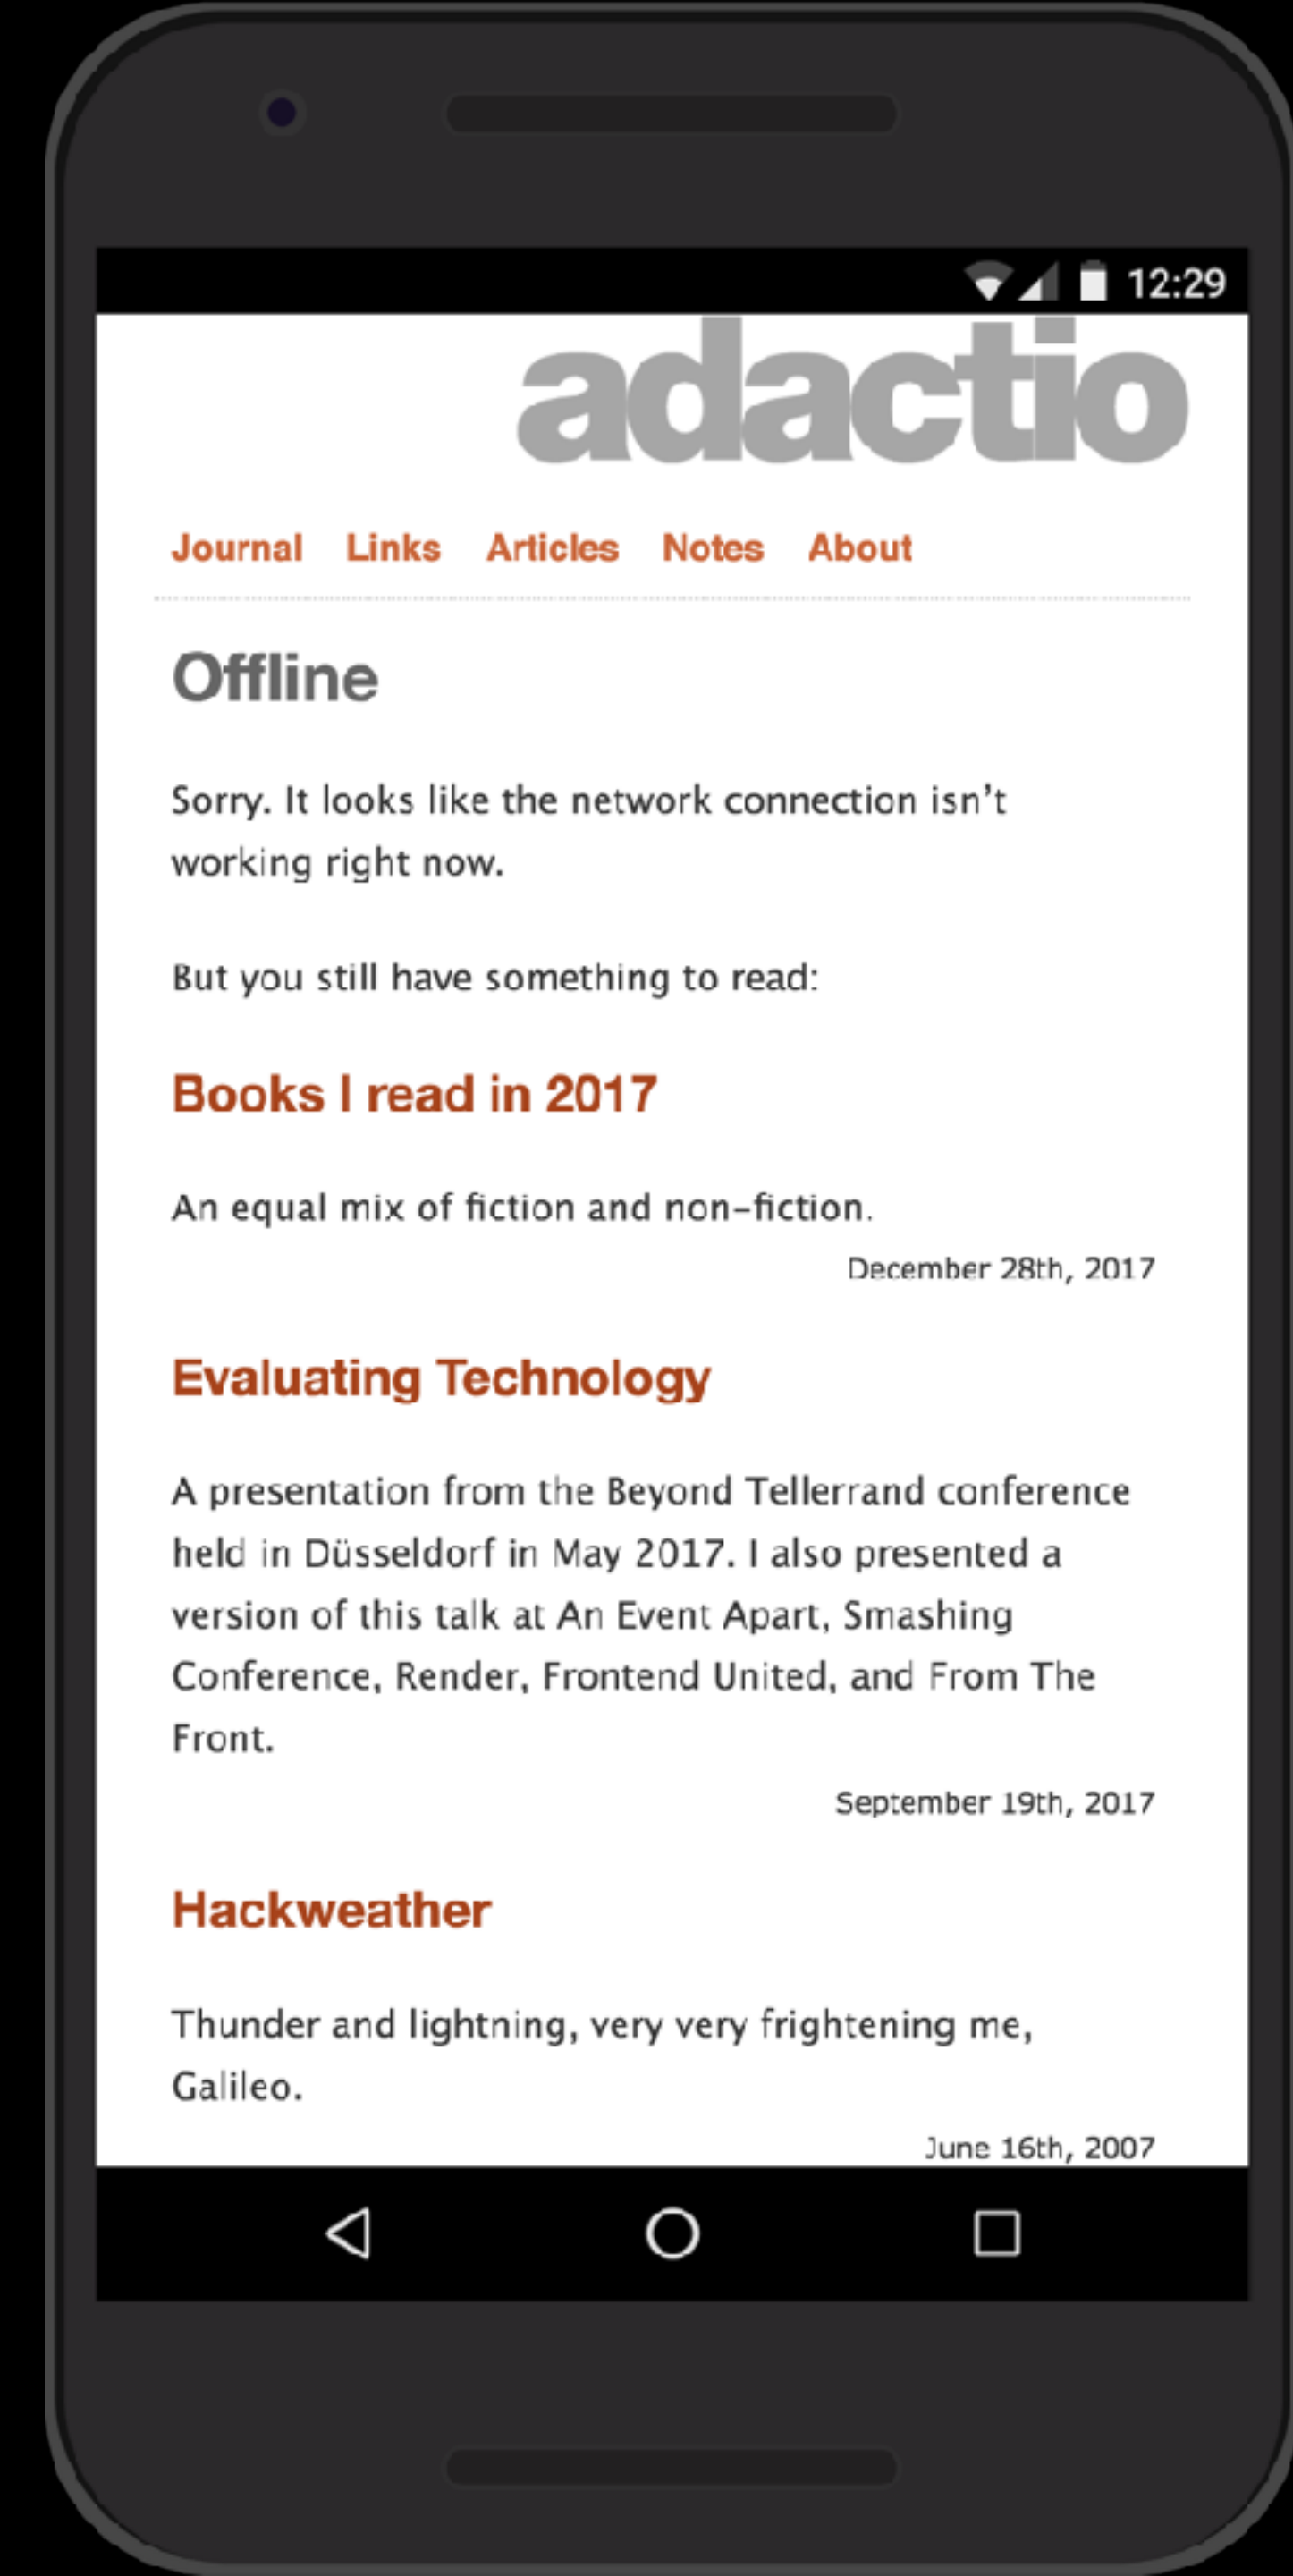 12:29
adactio
Journal Links Articles Notes About
Offline
Sorry. It looks like the network connection isn’t
working right now.
But you still have something to read:
Books I read in 2017
An equal mix of fiction and non–fiction.
December 28th, 2017
Evaluating Technology
A presentation from the Beyond Tellerrand conference
held in Düsseldorf in May 2017. I also presented a
version of this talk at An Event Apart, Smashing
Conference, Render, Frontend United, and From The
Front.
September 19th, 2017
Hackweather
Thunder and lightning, very very frightening me,
Galileo.
June 16th, 2007